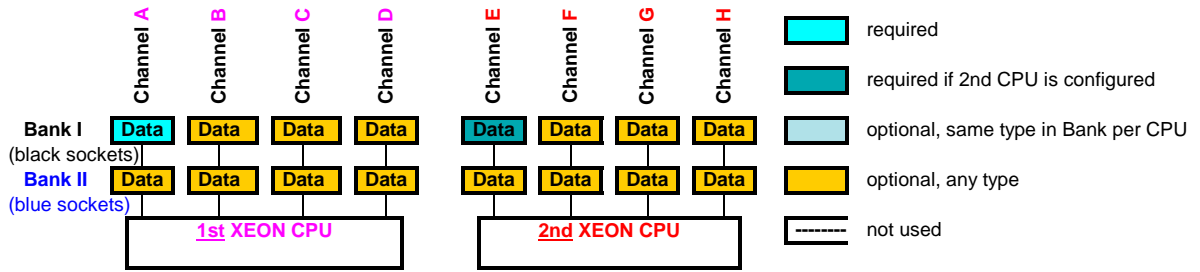 Channel A
Channel B
Channel C
Channel D
Channel E
Channel F
Channel G
Channel H
Bank I
(black sockets)
Data Data Data Data Data Data Data Data
Bank II
(blue sockets)
Data Data Data Data Data Data Data Data
1st XEON CPU
2nd XEON CPU
required
required if 2nd CPU is configured
optional, same type in Bank per CPU
optional, any type
-------- not used